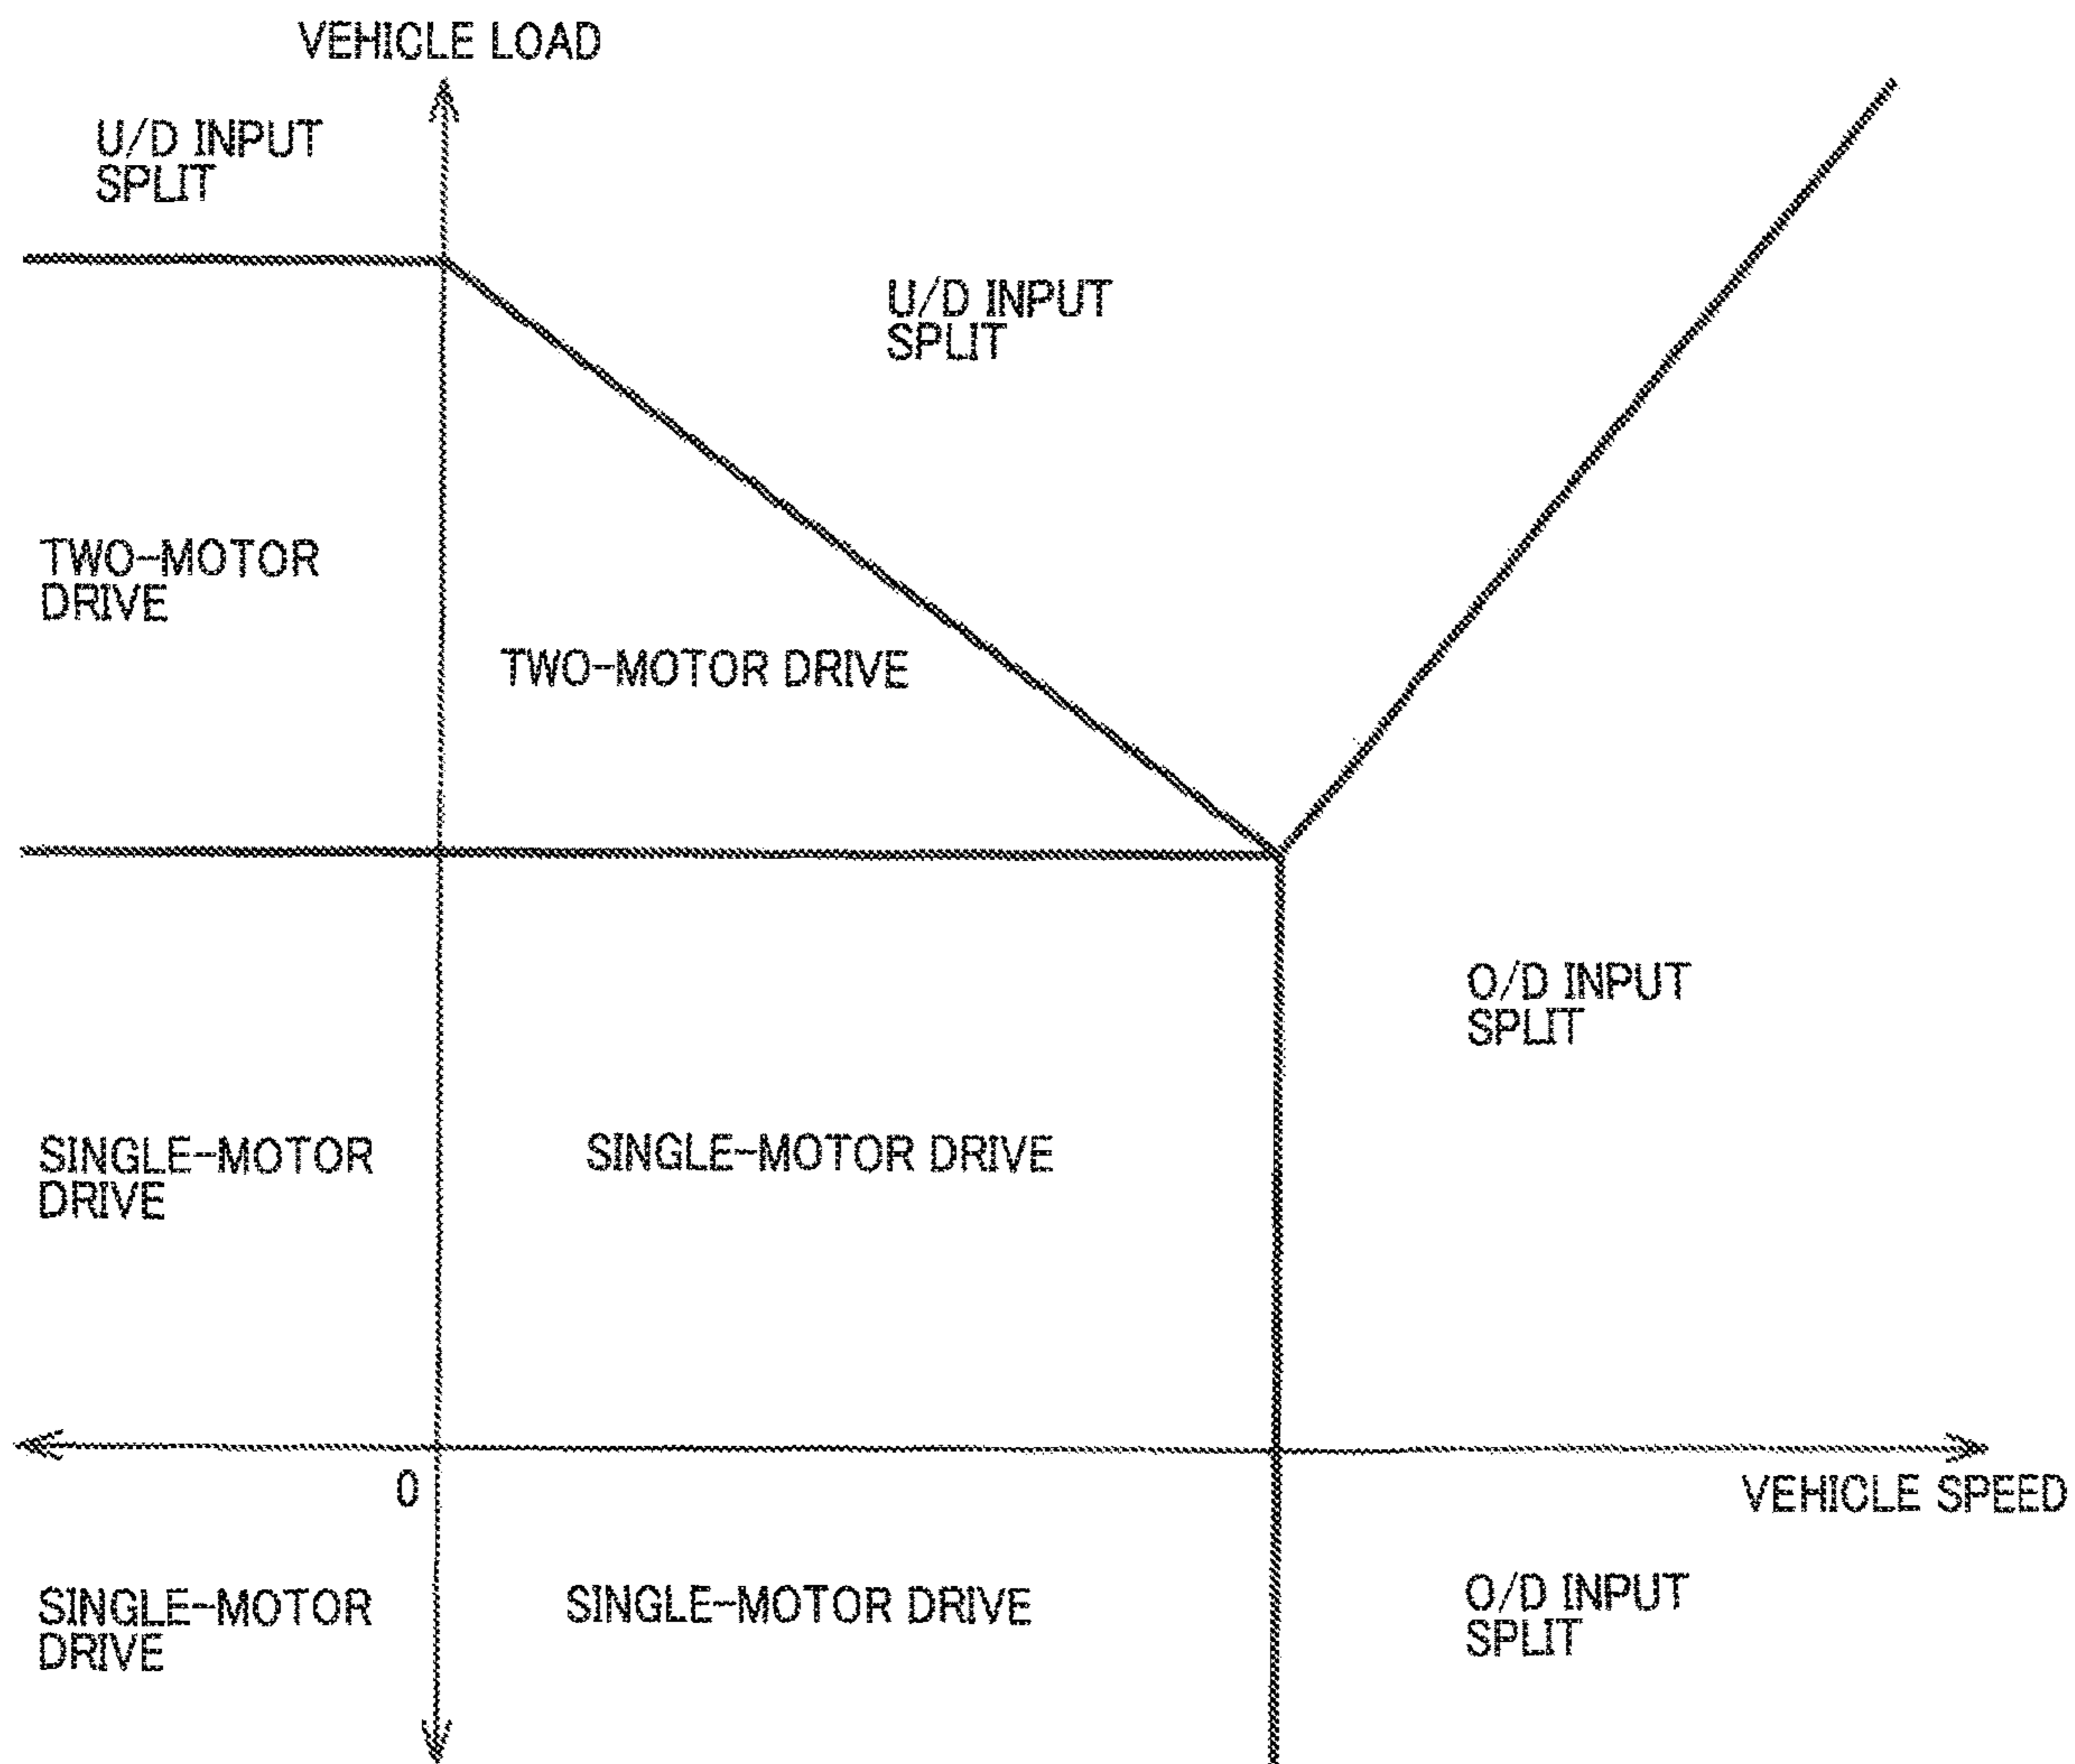 VEHICLE LOAD
U/D INPUT
SPLIT
U/D INPUT
SPLIT
TWO-MOTOR
DRIVE
TWO-MOTOR DRIVE
O/D INPUT
SPLIT
SINGLE-MOTOR
DRIVE
SINGLE-MOTOR DRIVE
0
VEHICLE SPEED
SINGLE-MOTOR
DRIVE
SINGLE-MOTOR DRIVE
O/D INPUT
SPLIT